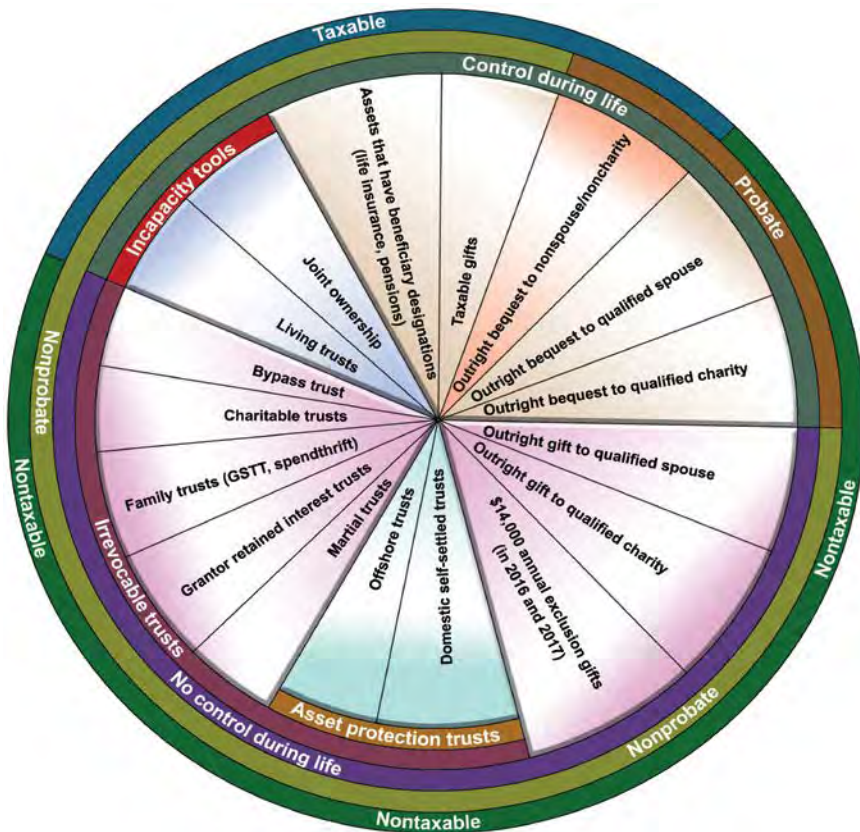 Taxable
Control during life
Probate
Incapacity tools
Assets that have beneficiary designations
(life insurance, pensions)
Taxable gifts
Outright bequest to nonspouse/noncharity
Outright bequest to qualified spouse
Outright bequest to qualified charity
Joint ownership
Living trusts
Bypass trust
Charitable trusts
Family trusts (GSTT, spendthrift)
Grantor retained interest trusts
Martial trusts
Offshore trusts
Domestic self-settled trusts
$14,000 annual exclusion gifts
(in 2016 and 2017)
Outright gift to qualified charity
Outright gift to qualified spouse
Nonprobate
Nontaxable
Irrevocable trusts
No control during life
Asset protection trusts
Nonprobate
Nontaxable
Nontaxable